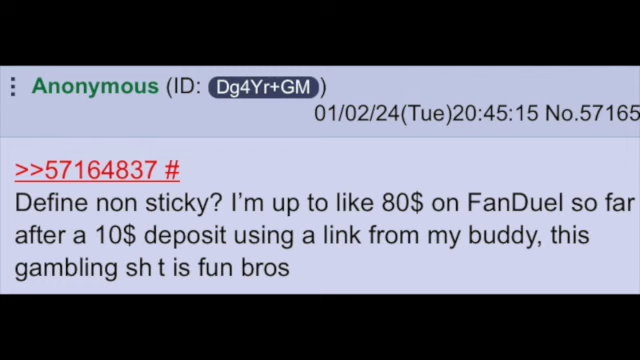 Anonymous (ID: Dg4Yr+GM)
01/02/24(Tue)20:45:15 No.57165
>>57164837 #
Define non sticky? I'm up to like 80$ on FanDuel so far
after a 10$ deposit using a link from my buddy, this
gambling sh t is fun bros